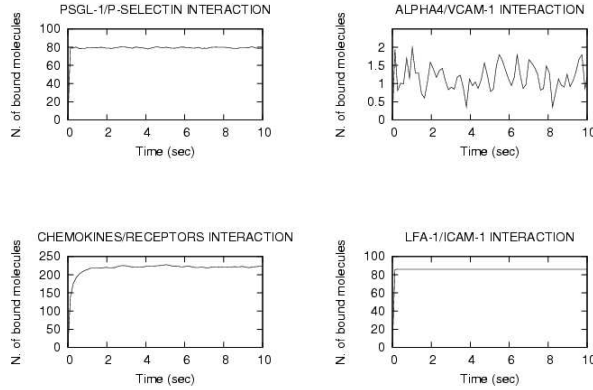 PSGL-1/P-SELECTIN INTERACTION
N. of bound molecules
100
80
60
40
20
0
0 2 4 6 8 10
Time (sec)
ALPHA4/VCAM-1 INTERACTION
N. of bound molecules
2
1.5
1
0.5
0
0 2 4 6 8 10
Time (sec)
CHEMOKINES/RECEPTORS INTERACTION
N. of bound molecules
250
200
150
100
50
0
0 2 4 6 8 10
Time (sec)
LFA-1/ICAM-1 INTERACTION
N. of bound molecules
100
80
60
40
20
0
0 2 4 6 8 10
Time (sec)